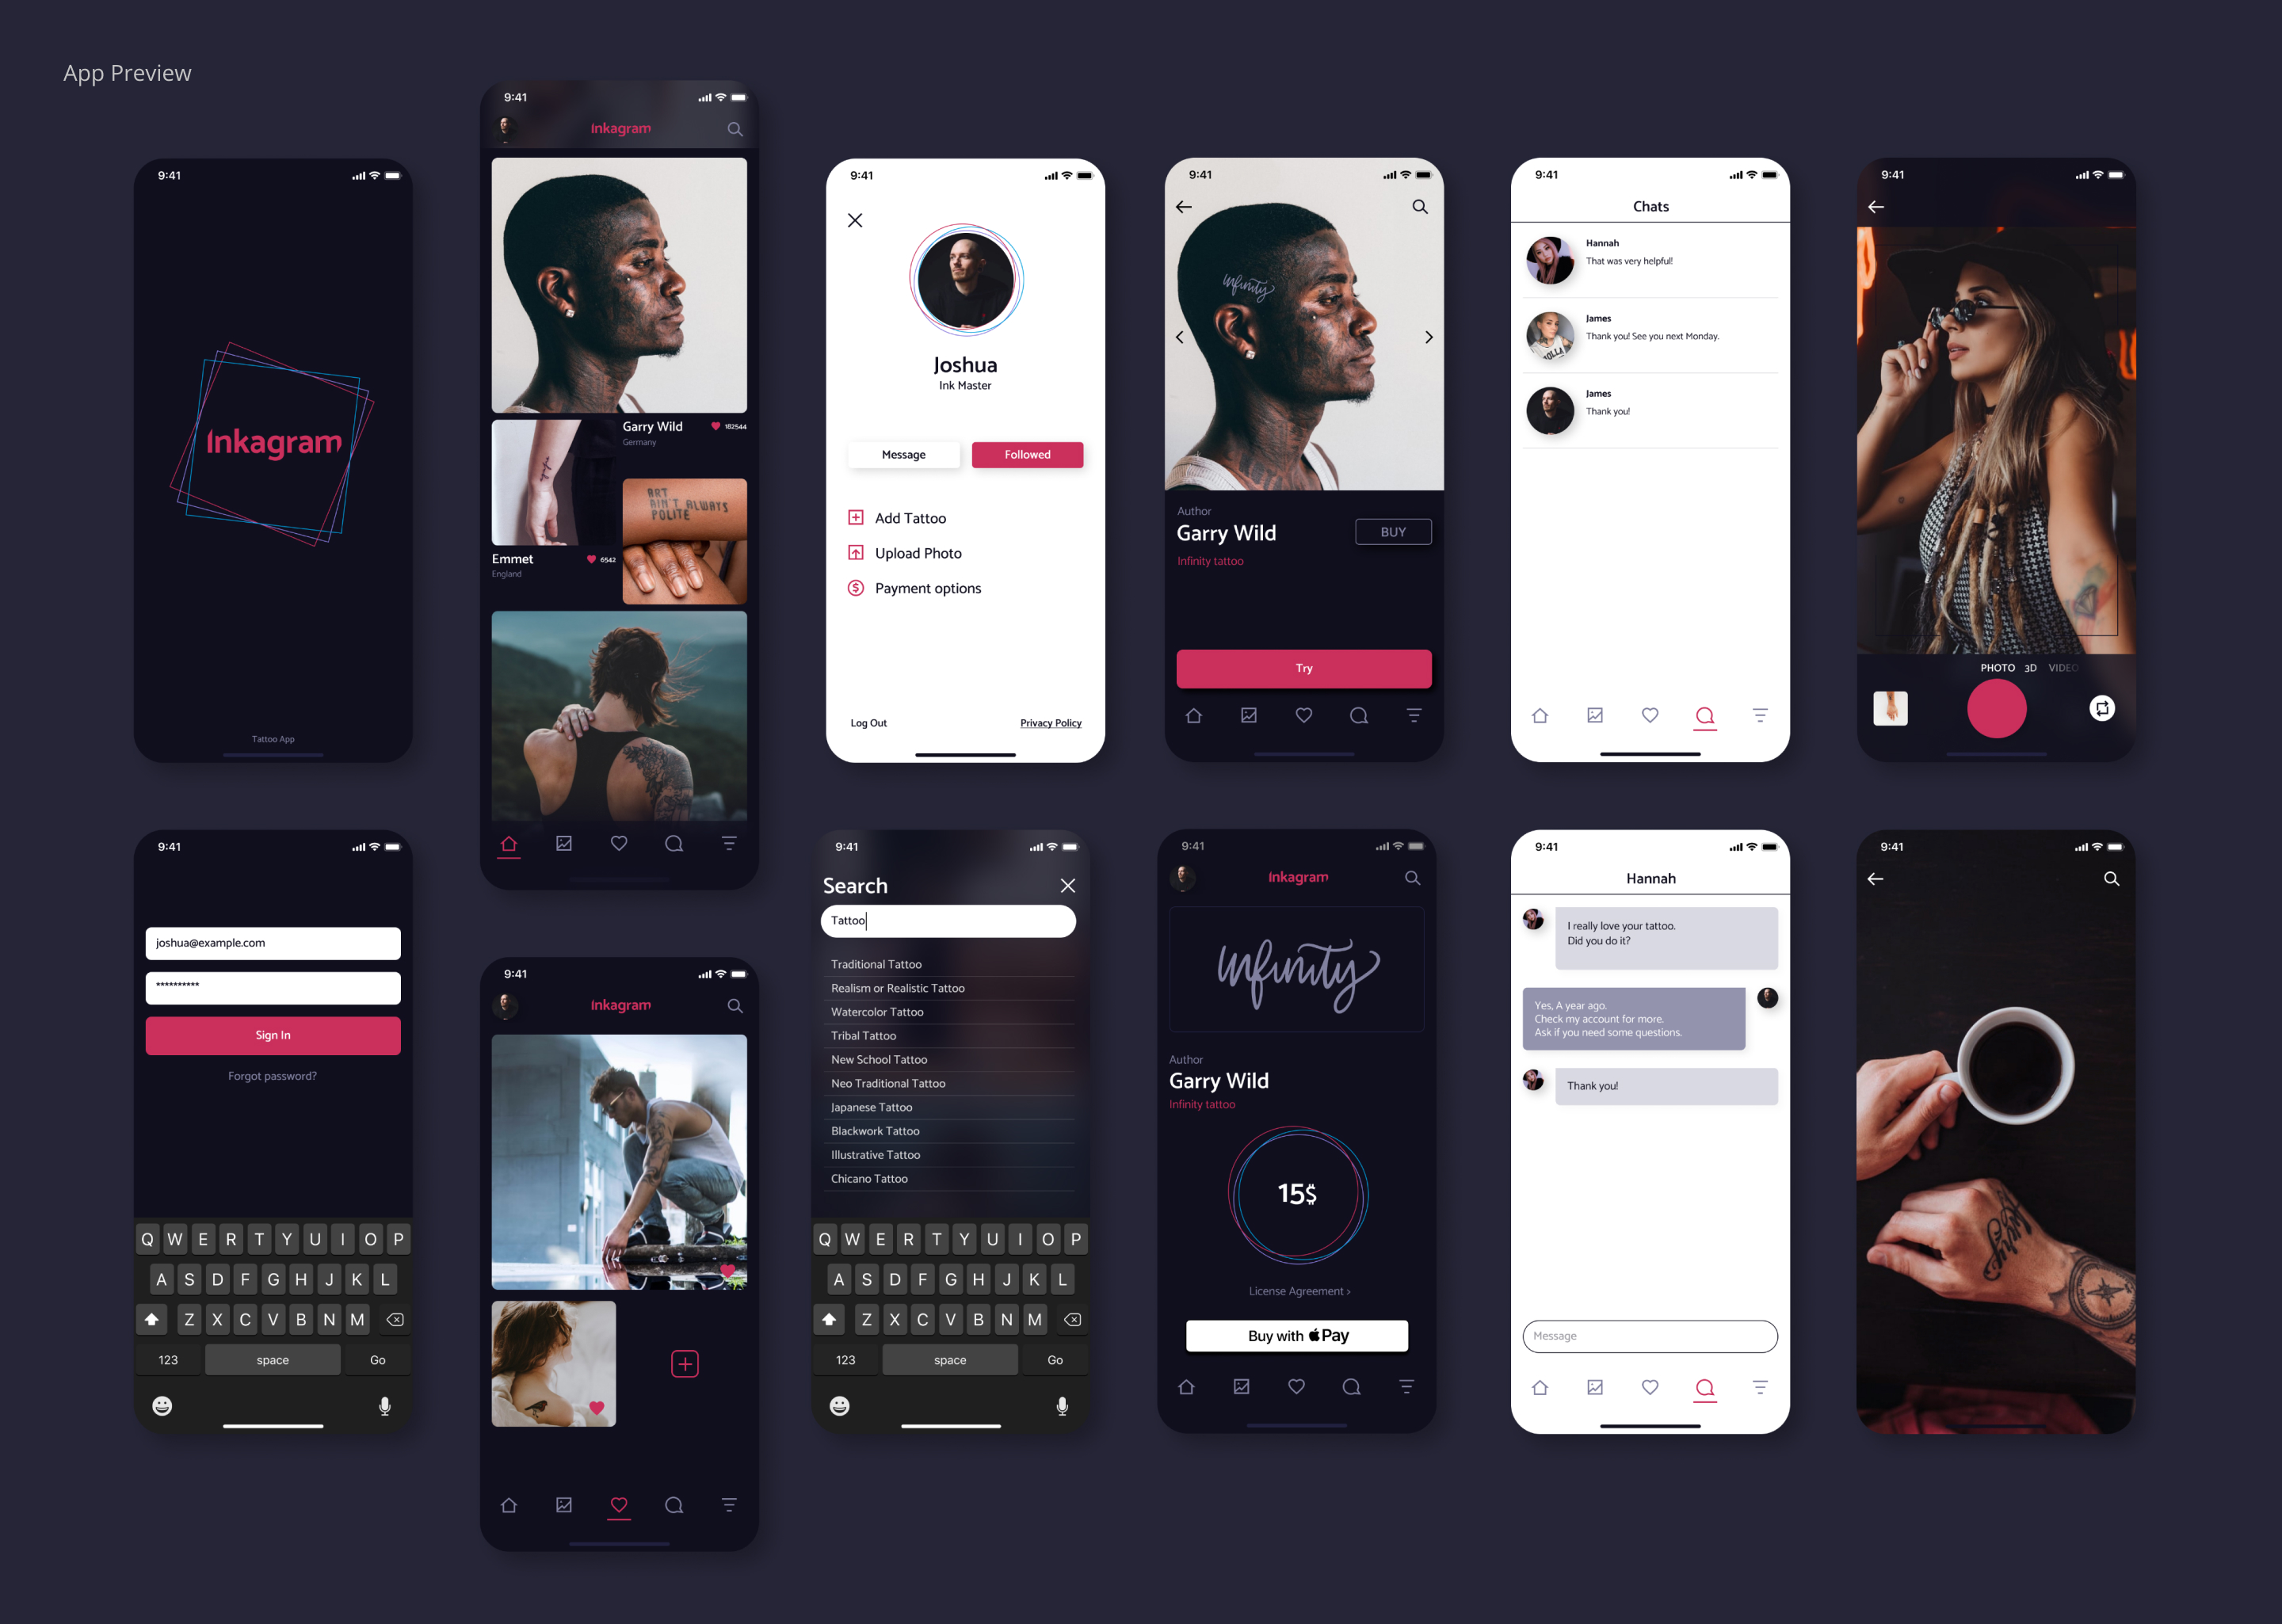 App Preview
9:41
Inkagram
Tattoo App
9:41
Inkagram
Garry Wild
182544
Germany
ART
AIN'T ALWAYS
POLITE
Emmet
6542
England
9:41
Joshua
Ink Master
Message
Followed
Add Tattoo
Upload Photo
Payment options
Log Out
Privacy Policy
9:41
infinity
Author
Garry Wild
BUY
Infinity tattoo
Try
9:41
Chats
Hannah
That was very helpful!
James
Thank you! See you next Monday.
James
Thank you!
9:41
PHOTO 3D VIDEO
9:41
joshua@example.com
**********
Sign In
Forgot password?
Q W E R T Y U I O P
A S D F G H J K L
Z X C V B N M
123 space Go
9:41
Inkagram
9:41
Search
Tattoo
Traditional Tattoo
Realism or Realistic Tattoo
Watercolor Tattoo
Tribal Tattoo
New School Tattoo
Neo Traditional Tattoo
Japanese Tattoo
Blackwork Tattoo
Illustrative Tattoo
Chicano Tattoo
Q W E R T Y U I O P
A S D F G H J K L
Z X C V B N M
123 space Go
9:41
Inkagram
infinity
Author
Garry Wild
Infinity tattoo
15$
License Agreement >
Buy with Pay
9:41
Hannah
I really love your tattoo.
Did you do it?
Yes, A year ago.
Check my account for more.
Ask if you need some questions.
Thank you!
Message
9:41